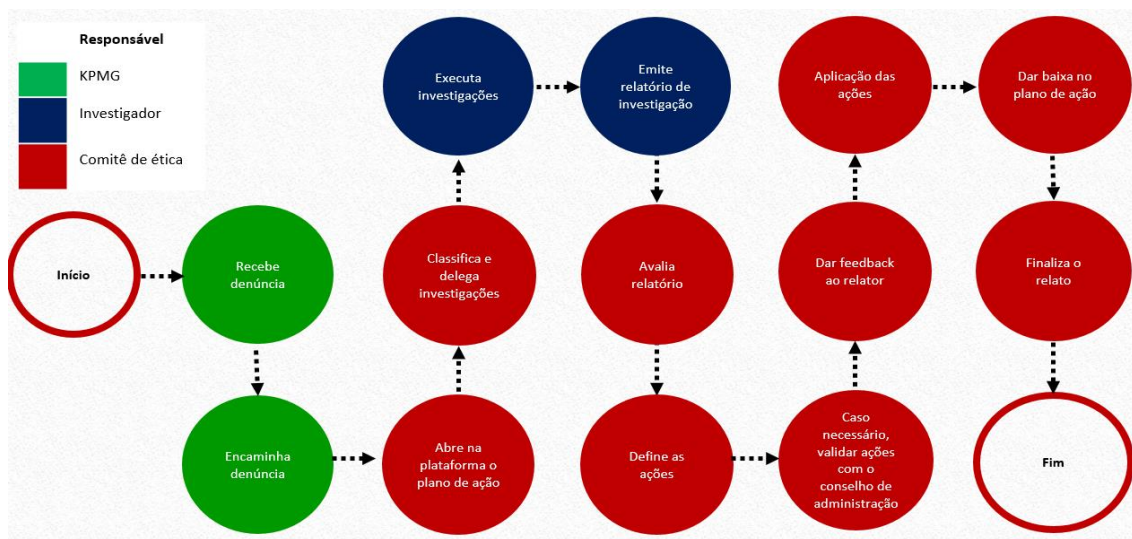 Responsável
KPMG
Investigador
Comitê de ética
Início
Recebe
denúncia
Encaminha
denúncia
Abre na
plataforma o
plano de ação
Classifica e
delega
investigações
Executa
investigações
Emite
relatório de
investigação
Avalia
relatório
Define as
ações
Caso
necessário,
validar ações
com o
conselho de
administração
Dar feedback
ao relator
Aplicação das
ações
Dar baixa no
plano de ação
Finaliza o
relato
Fim